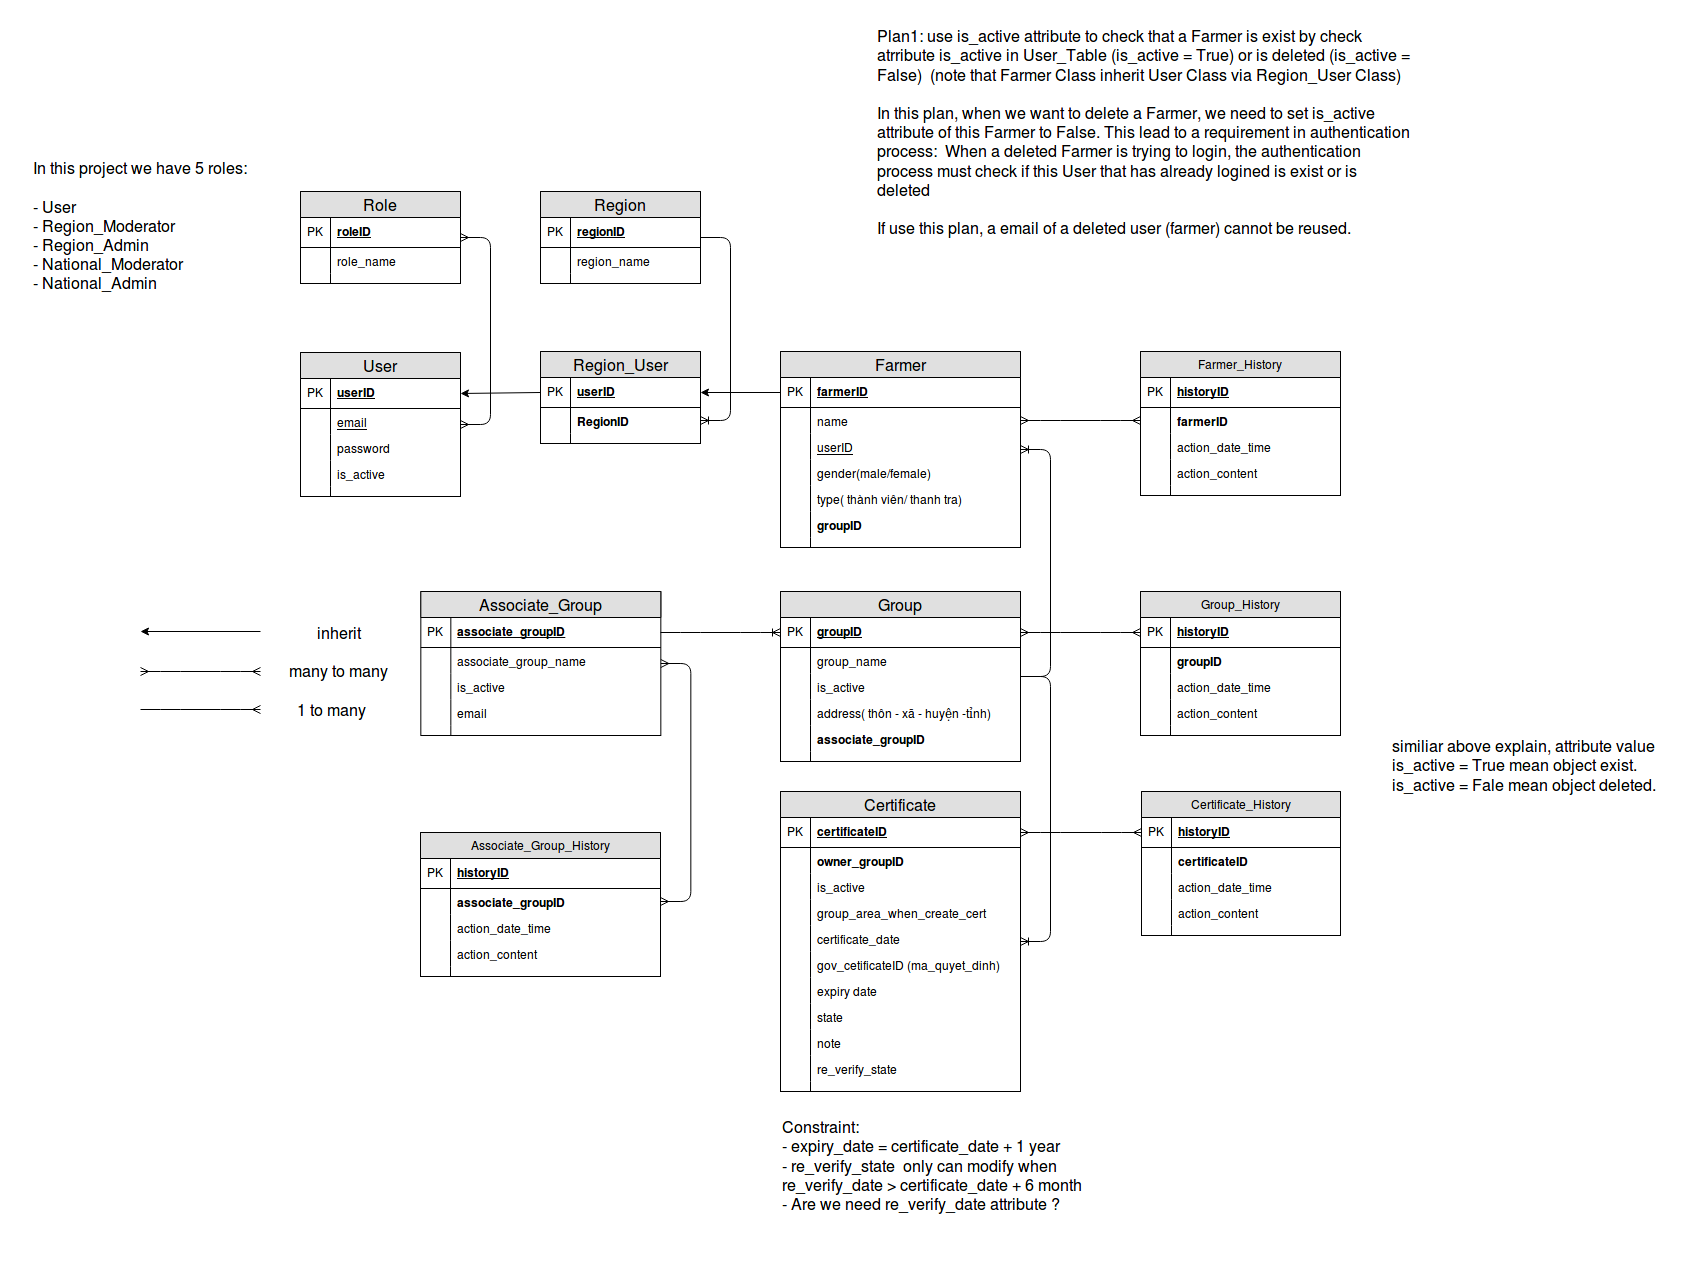 Plan1: use is_active attribute to check that a Farmer is exist by check
atrribute is_active in User_Table (is_active = True) or is deleted (is_active =
False)  (note that Farmer Class inherit User Class via Region_User Class)
In this plan, when we want to delete a Farmer, we need to set is_active
attribute of this Farmer to False. This lead to a requirement in authentication
process:  When a deleted Farmer is trying to login, the authentication
process must check if this User that has already logined is exist or is
deleted
If use this plan, a email of a deleted user (farmer) cannot be reused.
In this project we have 5 roles:
- User
- Region_Moderator
- Region_Admin
- National_Moderator
- National_Admin
Role
PK roleID
role_name
Region
PK regionID
region_name
User
PK userID
email
password
is_active
Region_User
PK userID
RegionID
Farmer
PK farmerID
name
userID
gender(male/female)
type( thành viên/ thanh tra)
groupID
Farmer_History
PK historyID
farmerID
action_date_time
action_content
inherit
many to many
1 to many
Associate_Group
PK associate_groupID
associate_group_name
is_active
email
Group
PK groupID
group_name
is_active
address( thôn - xã - huyện -tỉnh)
associate_groupID
Group_History
PK historyID
groupID
action_date_time
action_content
similiar above explain, attribute value
is_active = True mean object exist.
is_active = Fale mean object deleted.
Associate_Group_History
PK historyID
associate_groupID
action_date_time
action_content
Certificate
PK certificateID
owner_groupID
is_active
group_area_when_create_cert
certificate_date
gov_cetificateID (ma_quyet_dinh)
expiry date
state
note
re_verify_state
Certificate_History
PK historyID
certificateID
action_date_time
action_content
Constraint:
- expiry_date = certificate_date + 1 year
- re_verify_state  only can modify when
re_verify_date > certificate_date + 6 month
- Are we need re_verify_date attribute ?